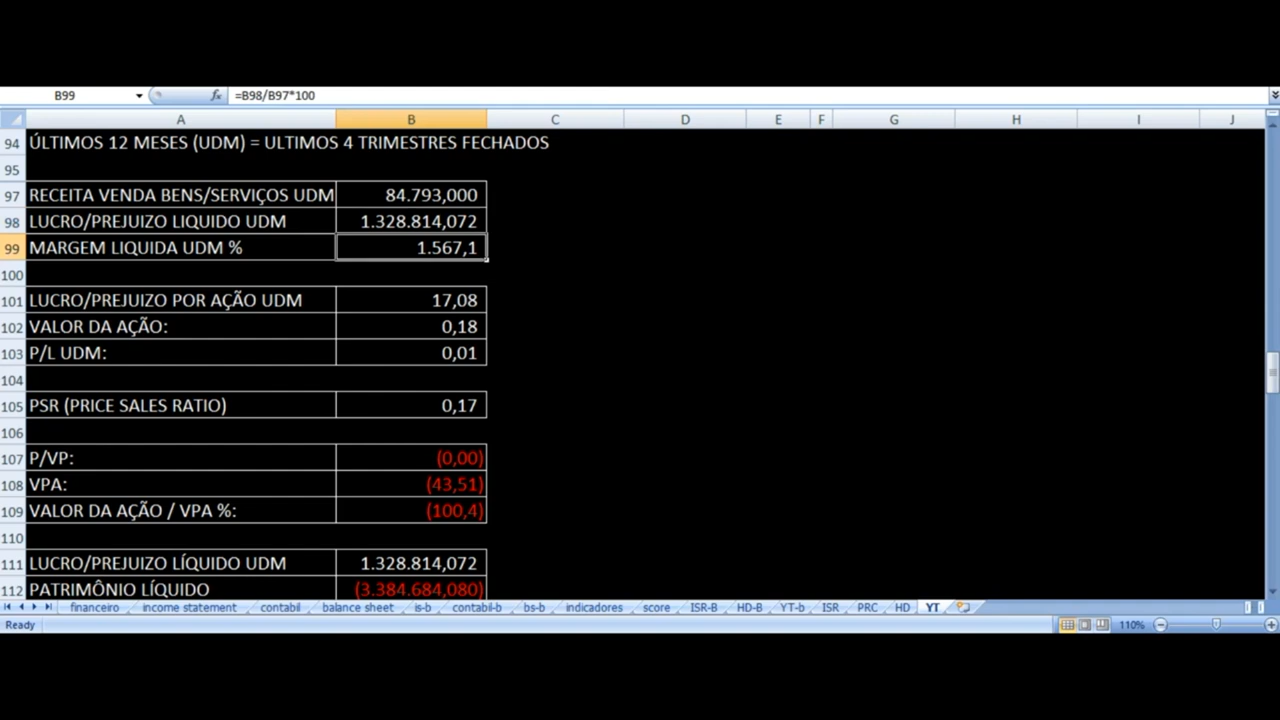 B99 fx =B98/B97*100
A B C D E F G H I J
94 ÚLTIMOS 12 MESES (UDM) = ULTIMOS 4 TRIMESTRES FECHADOS
95
97 RECEITA VENDA BENS/SERVIÇOS UDM 84.793,000
98 LUCRO/PREJUIZO LIQUIDO UDM 1.328.814,072
99 MARGEM LIQUIDA UDM % 1.567,1
100
101 LUCRO/PREJUIZO POR AÇÃO UDM 17,08
102 VALOR DA AÇÃO: 0,18
103 P/L UDM: 0,01
104
105 PSR (PRICE SALES RATIO) 0,17
106
107 P/VP: (0,00)
108 VPA: (43,51)
109 VALOR DA AÇÃO / VPA %: (100,4)
110
111 LUCRO/PREJUIZO LÍQUIDO UDM 1.328.814,072
112 PATRIMÔNIO LÍQUIDO (3.384.684,080)
financeiro income statement contabil balance sheet is-b contabil-b bs-b indicadores score ISR-B HD-B YT-b ISR PRC HD YT
Ready 110%